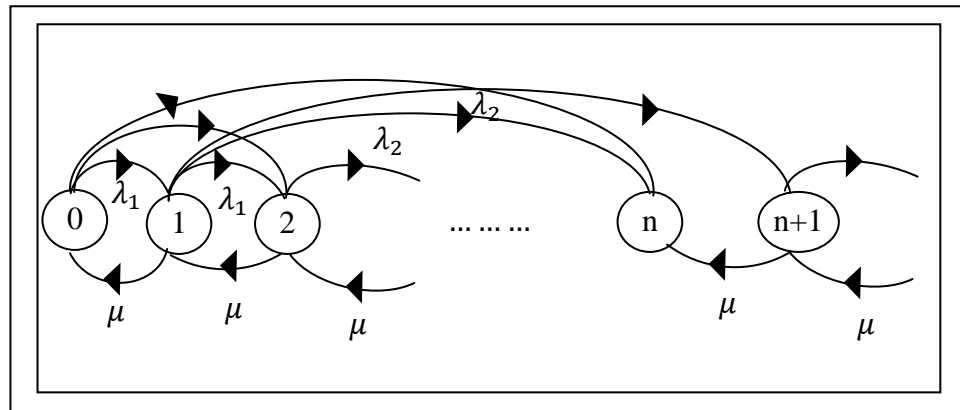 λ₂
λ₂
λ₁ λ₁
0 1 2 … … … n n+1
μ μ μ μ μ